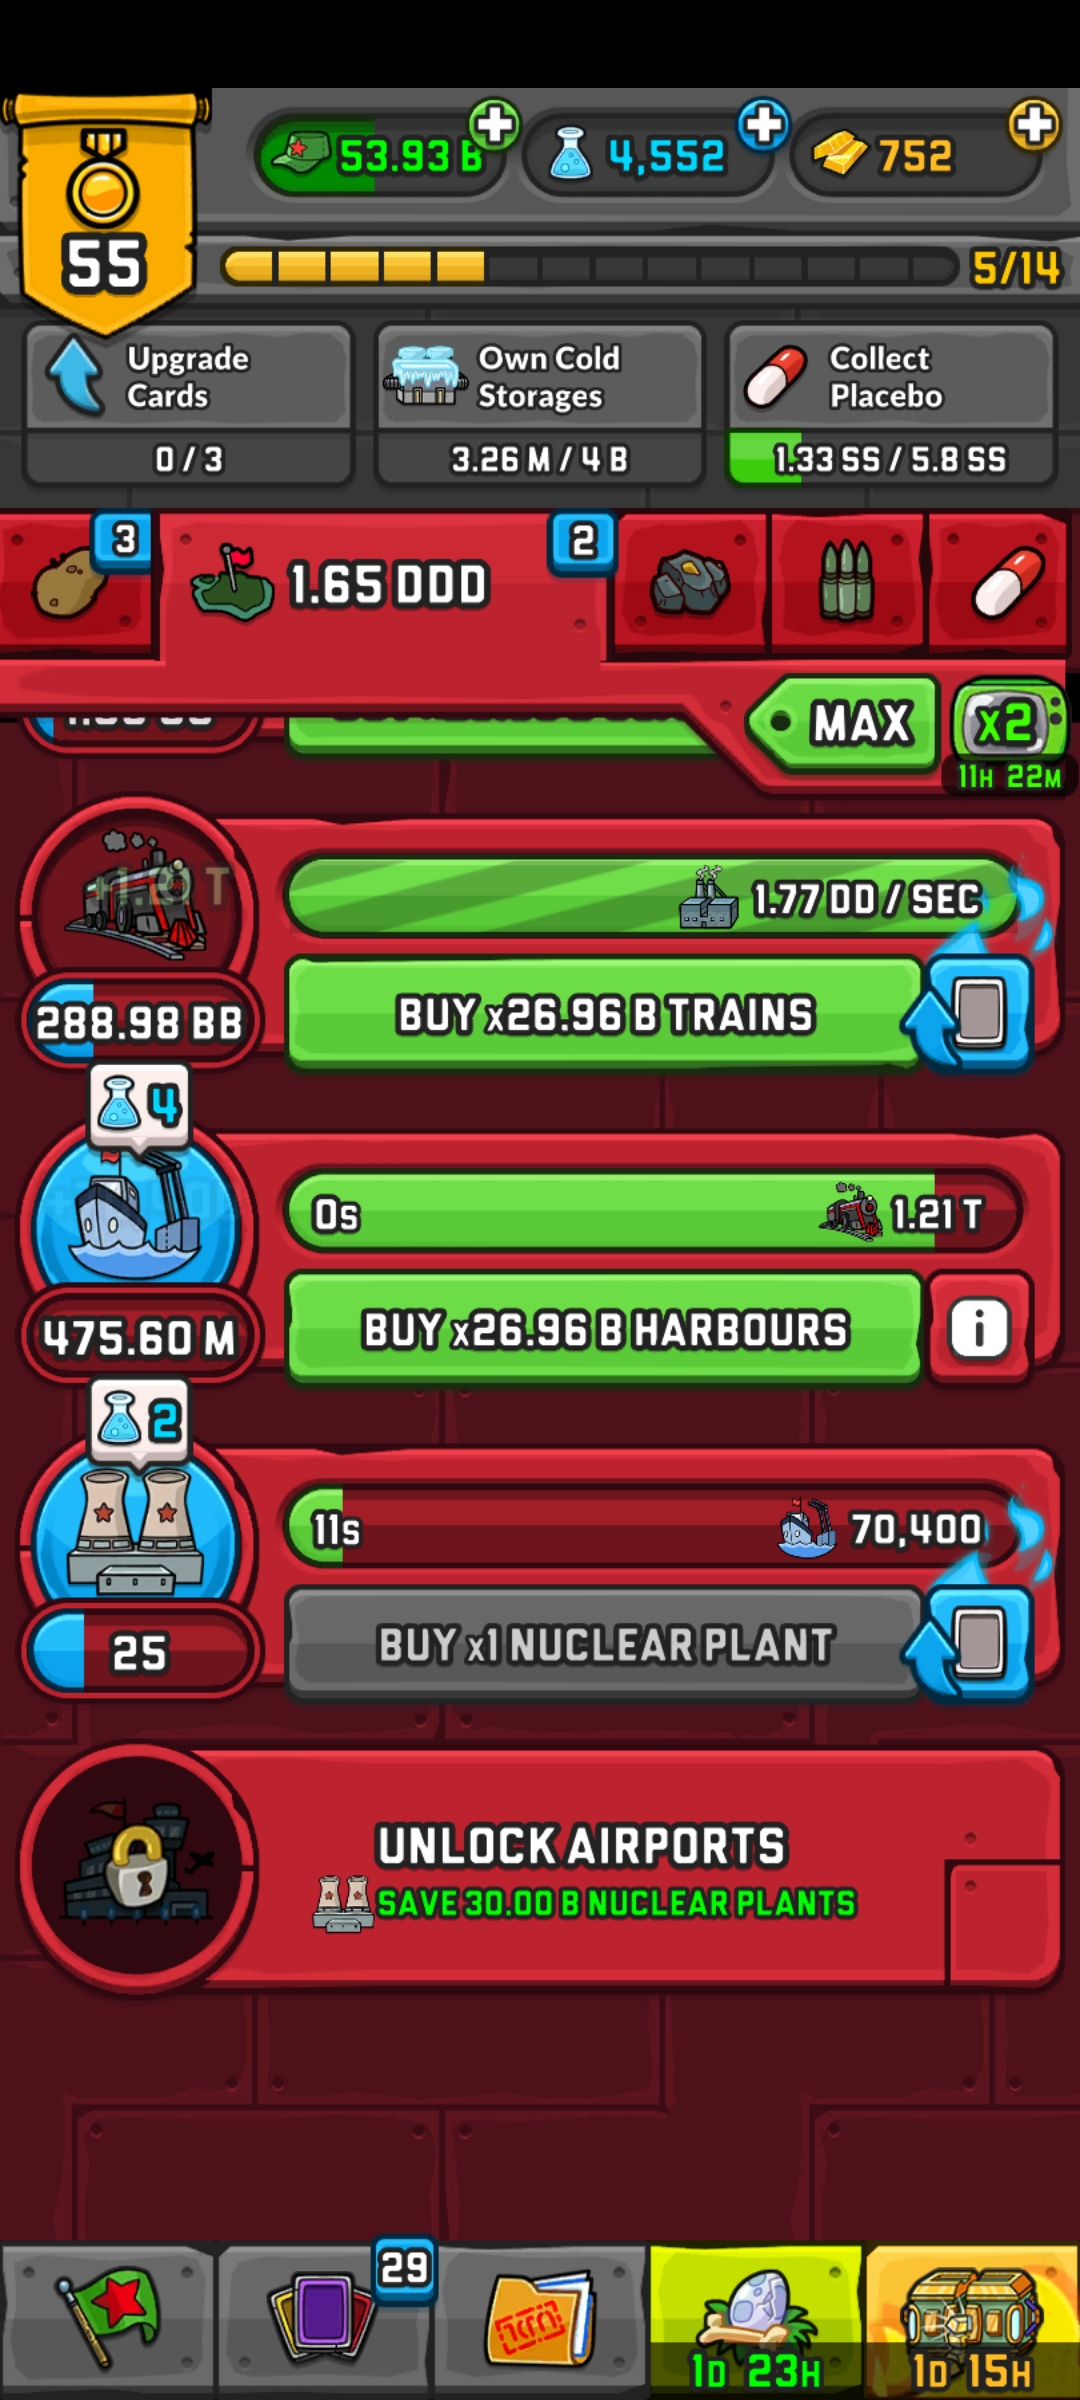 53.93 B
4,552
752
55
5/14
Upgrade
Cards
0 / 3
Own Cold
Storages
3.26 M / 4 B
Collect
Placebo
1.33 SS / 5.8 SS
3
1.65 DDD
2
MAX
X2
11H 22M
1.77 DD / SEC
288.98 BB
BUY x26.96 B TRAINS
4
0s
1.21 T
475.60 M
BUY x26.96 B HARBOURS
i
2
11s
70,400
25
BUY x1 NUCLEAR PLANT
UNLOCK AIRPORTS
SAVE 30.00 B NUCLEAR PLANTS
29
1D 23H
1D 15H